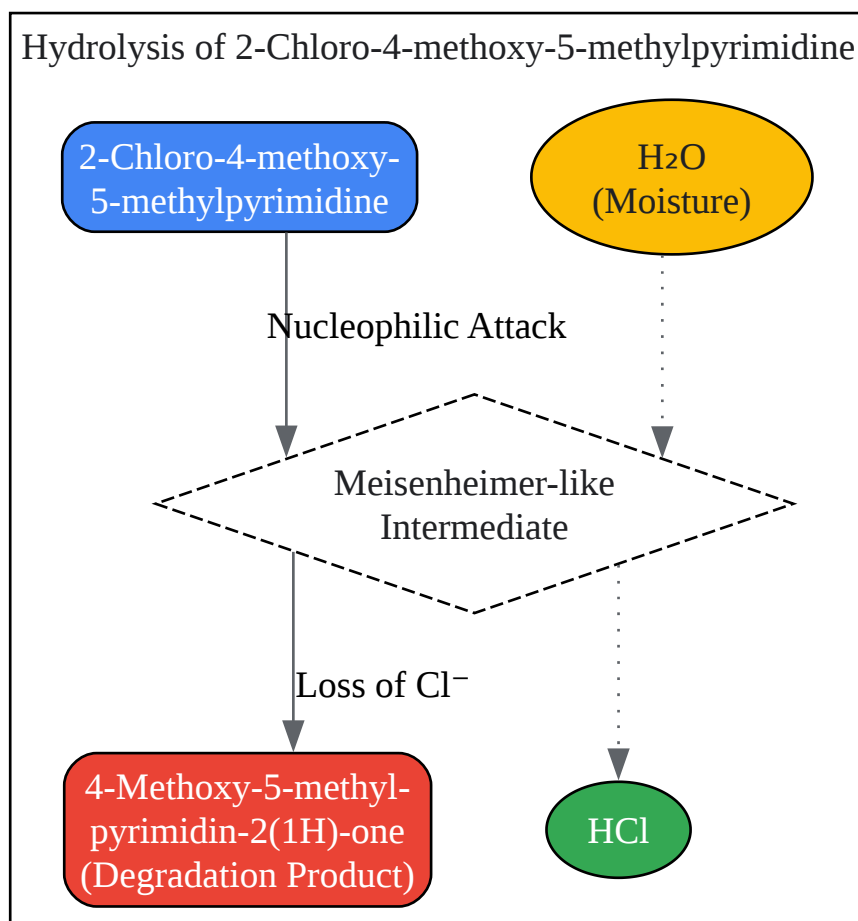 Hydrolysis of 2-Chloro-4-methoxy-5-methylpyrimidine
2-Chloro-4-methoxy-
5-methylpyrimidine
H₂O
(Moisture)
Nucleophilic Attack
Meisenheimer-like
Intermediate
Loss of Cl⁻
4-Methoxy-5-methyl-
pyrimidin-2(1H)-one
(Degradation Product)
HCl